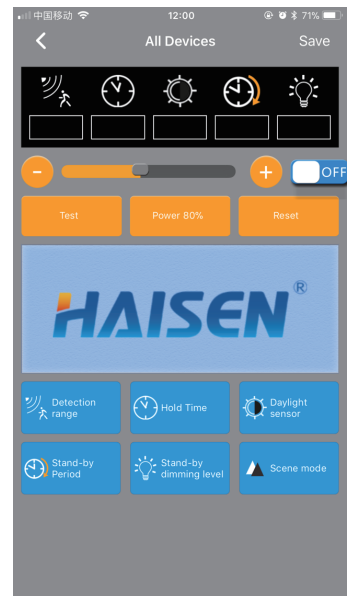 中国移动 12:00 71%
All Devices Save
- + OFF
Test Power 80% Reset
HAISEN®
Detection range
Hold Time
Daylight sensor
Stand-by Period
Stand-by dimming level
Scene mode